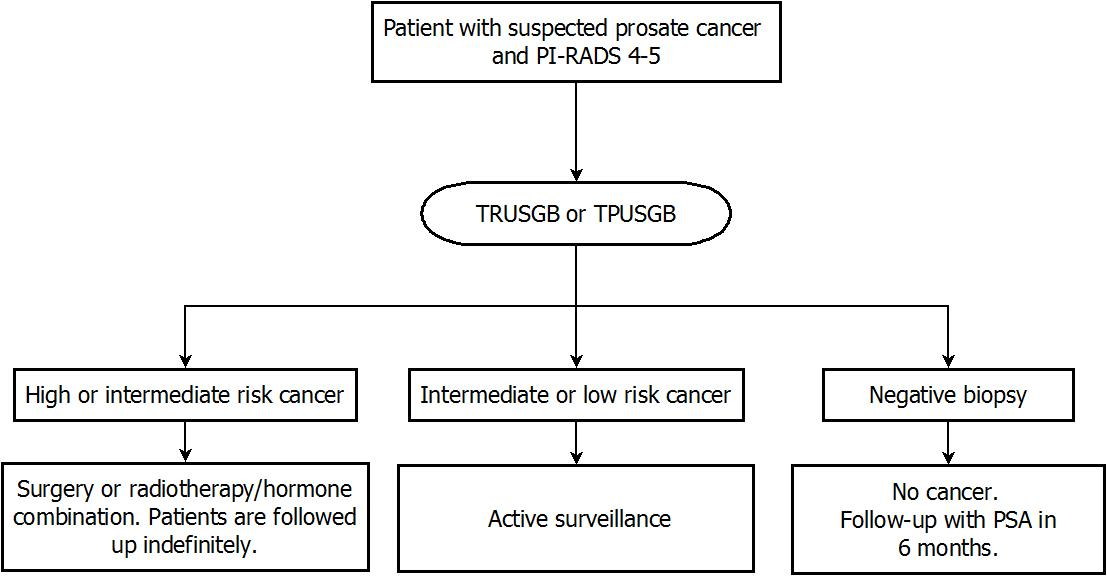 Patient with suspected prosate cancer
and PI-RADS 4-5
TRUSGB or TPUSGB
High or intermediate risk cancer
Intermediate or low risk cancer
Negative biopsy
Surgery or radiotherapy/hormone
combination. Patients are followed
up indefinitely.
Active surveillance
No cancer.
Follow-up with PSA in
6 months.